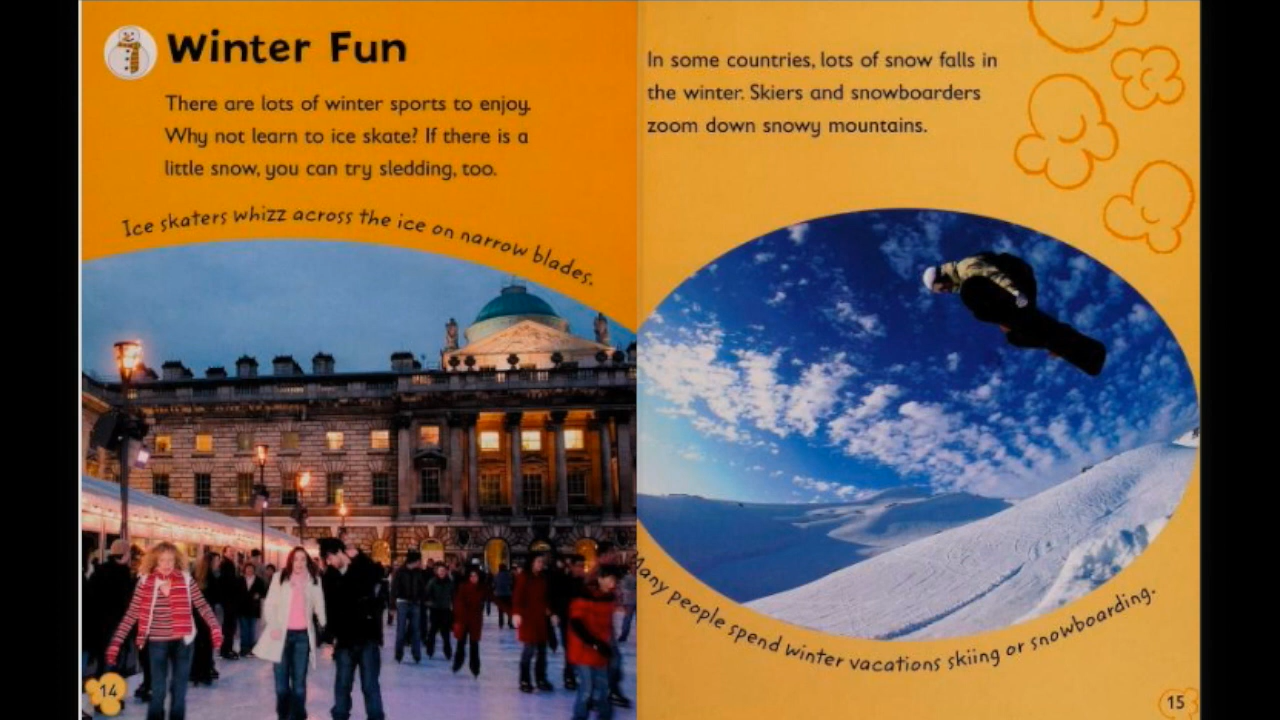 Winter Fun
There are lots of winter sports to enjoy.
Why not learn to ice skate? If there is a
little snow, you can try sledding, too.
Ice skaters whizz across the ice on narrow blades.
14
In some countries, lots of snow falls in
the winter. Skiers and snowboarders
zoom down snowy mountains.
Many people spend winter vacations skiing or snowboarding.
15